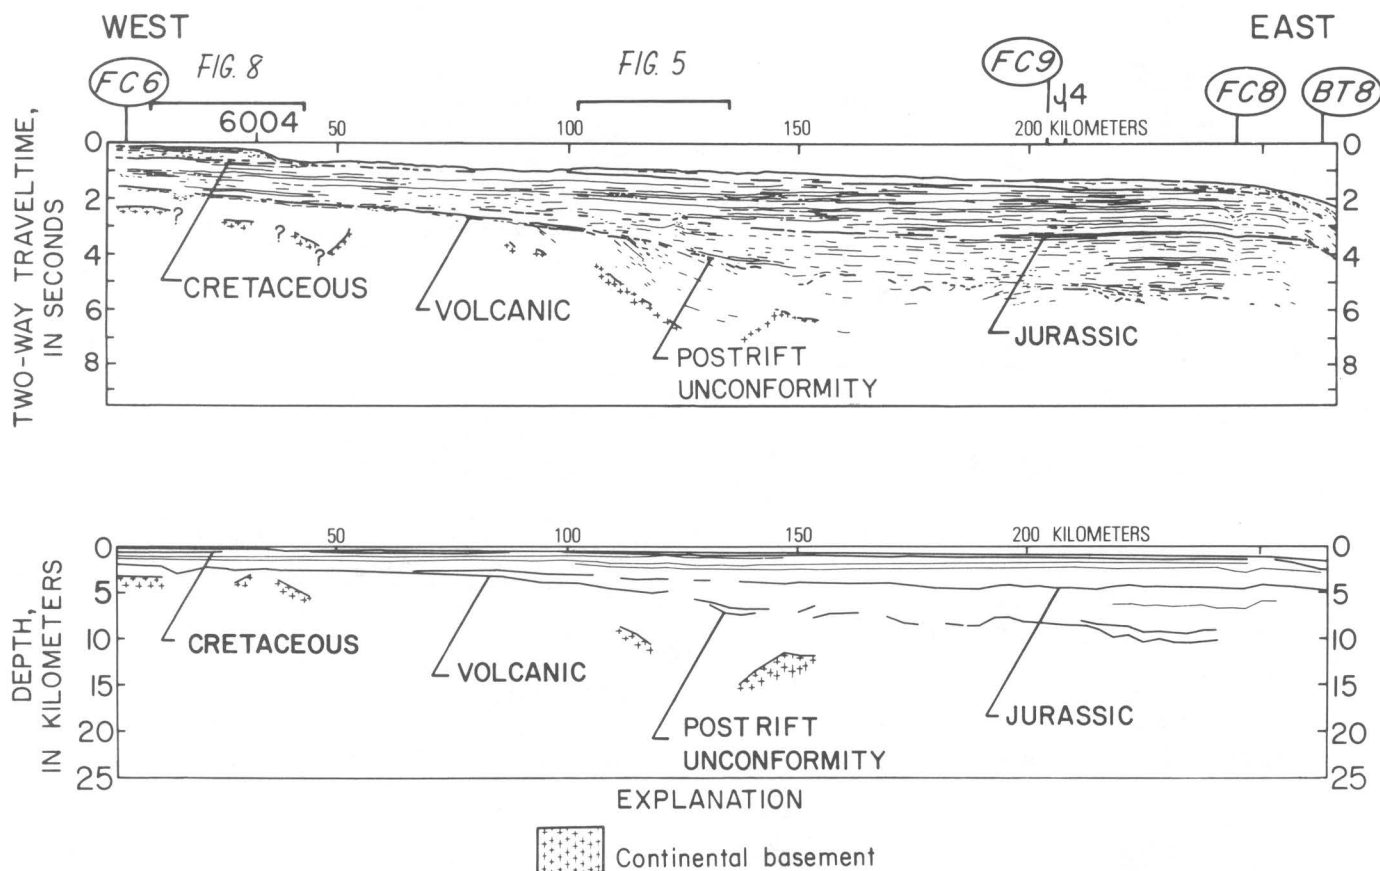 WEST
EAST
FC6
FIG. 8
FIG. 5
FC9
J4
FC8
BT8
6004
50
100
150
200 KILOMETERS
TWO-WAY TRAVELTIME,
IN SECONDS
0
2
4
6
8
0
2
4
6
8
?
?
?
CRETACEOUS
VOLCANIC
POSTRIFT
UNCONFORMITY
JURASSIC
50
100
150
200 KILOMETERS
DEPTH,
IN KILOMETERS
0
5
10
15
20
25
0
5
10
15
20
25
CRETACEOUS
VOLCANIC
POSTRIFT
UNCONFORMITY
JURASSIC
EXPLANATION
Continental basement